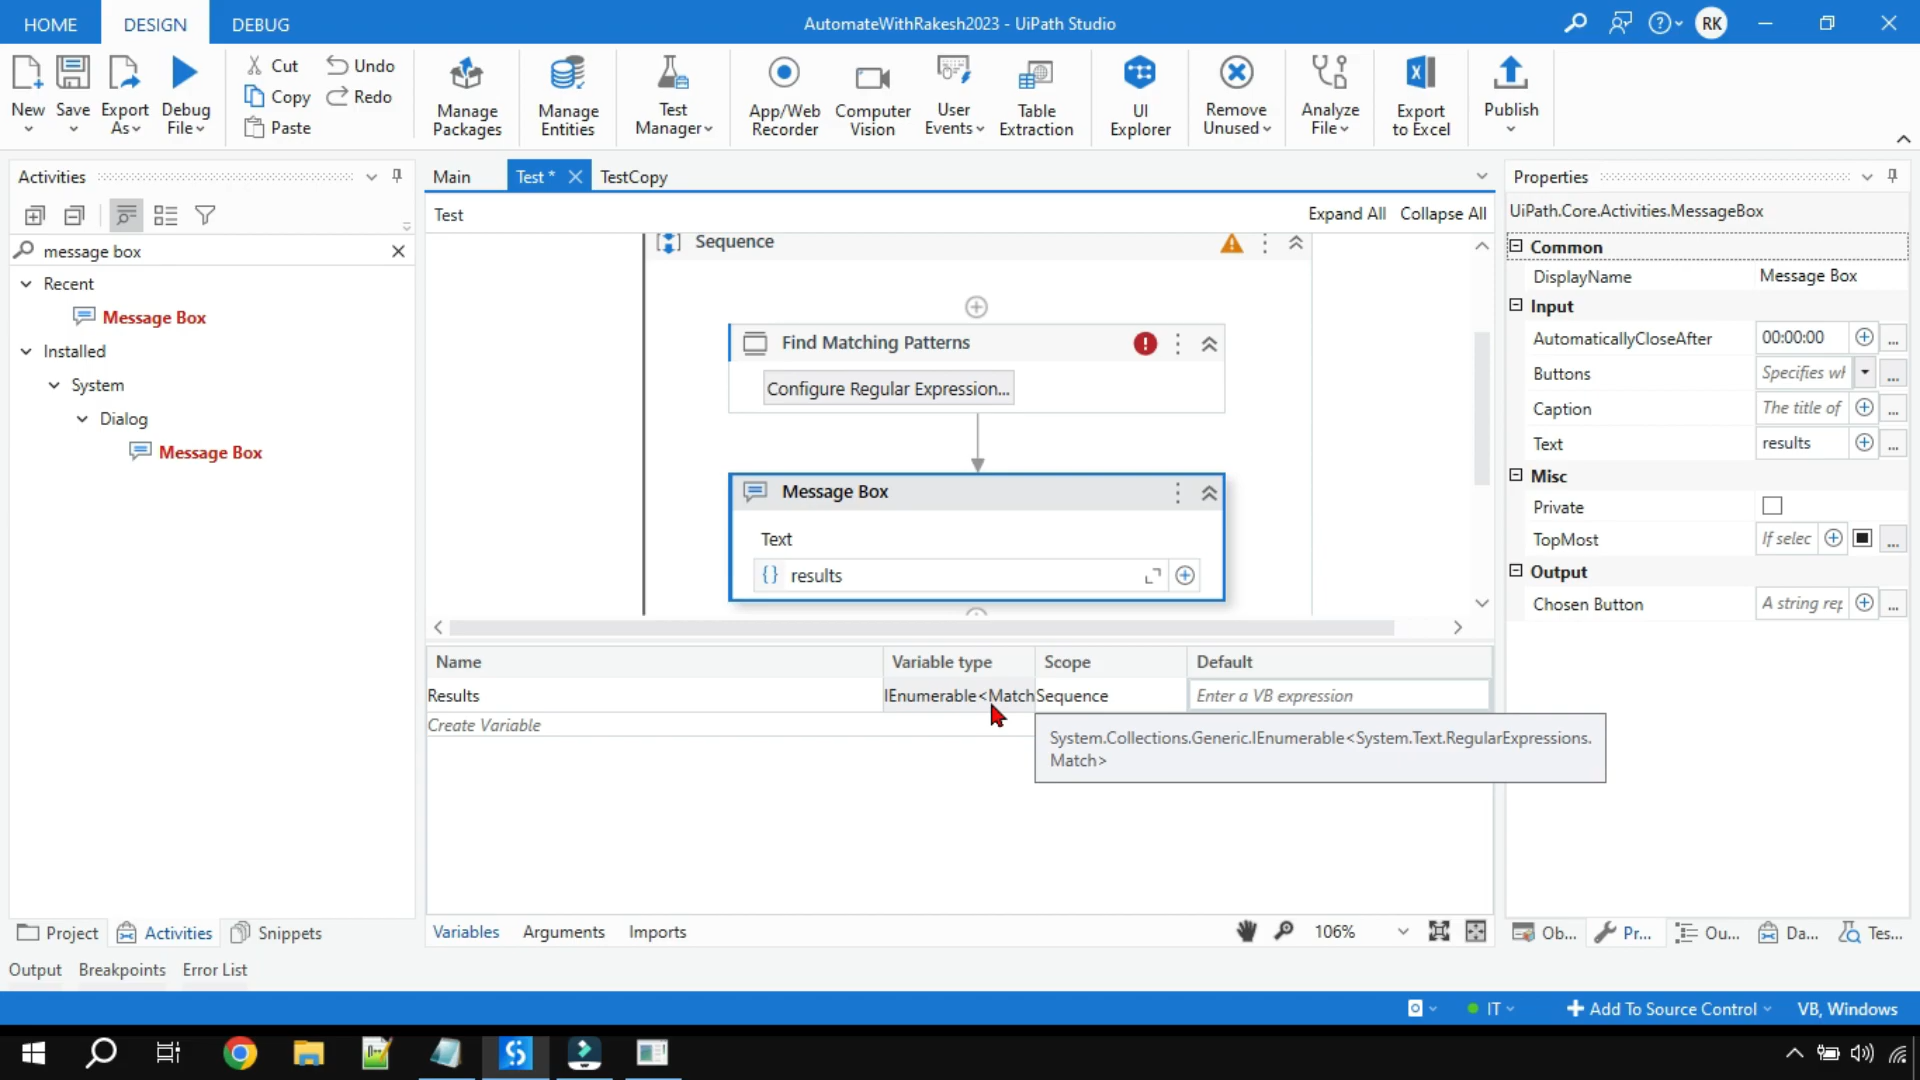 HOME DESIGN DEBUG AutomateWithRakesh2023 - UiPath Studio RK
New Save Export As Debug File
Cut Undo
Copy Redo
Paste
Manage Packages
Manage Entities
Test Manager
App/Web Recorder
Computer Vision
User Events
Table Extraction
UI Explorer
Remove Unused
Analyze File
Export to Excel
Publish
Activities
message box
Recent
Message Box
Installed
System
Dialog
Message Box
Main Test * TestCopy
Test Expand All Collapse All
Sequence
Find Matching Patterns
Configure Regular Expression...
Message Box
Text
{} results
Name Variable type Scope Default
Results IEnumerable<Match Sequence Enter a VB expression
Create Variable
System.Collections.Generic.IEnumerable<System.Text.RegularExpressions.
Match>
Variables Arguments Imports 106%
Properties
UiPath.Core.Activities.MessageBox
Common
DisplayName Message Box
Input
AutomaticallyCloseAfter 00:00:00 ...
Buttons Specifies wh ...
Caption The title of ...
Text results ...
Misc
Private
TopMost If selec ...
Output
Chosen Button A string rep ...
Project Activities Snippets
Ob... Pr... Ou... Da... Tes...
Output Breakpoints Error List
IT Add To Source Control VB, Windows